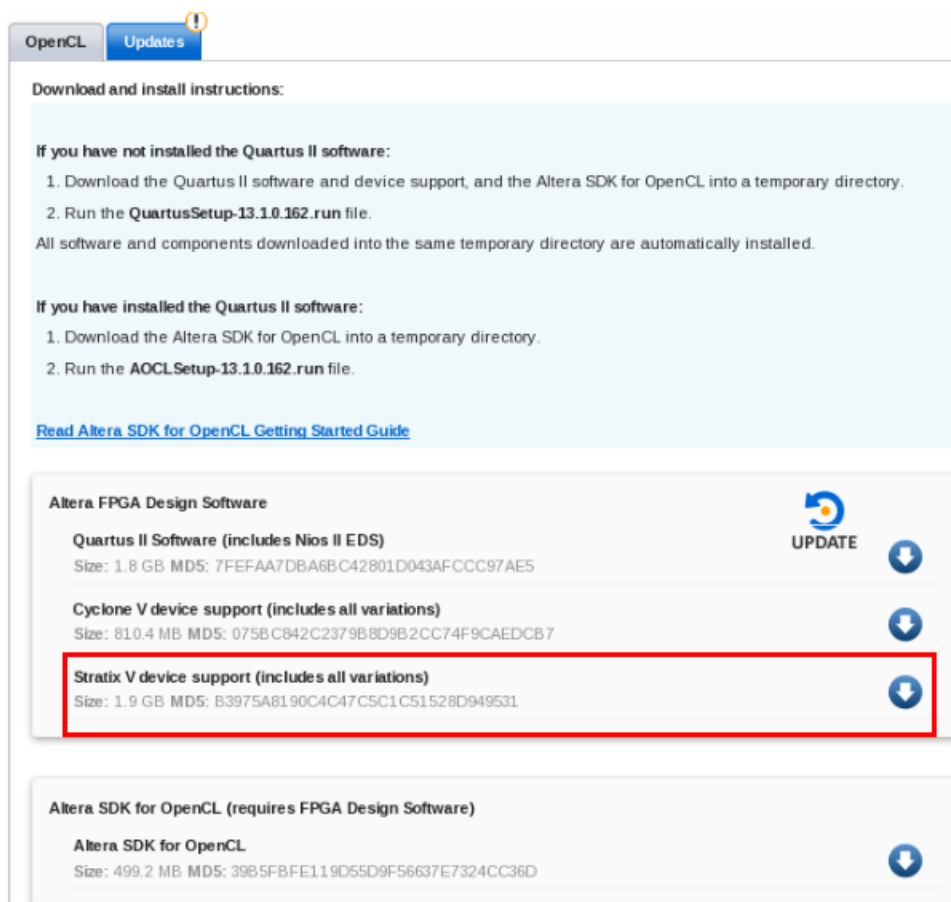 OpenCL
Updates
!
Download and install instructions:
If you have not installed the Quartus II software:
1. Download the Quartus II software and device support, and the Altera SDK for OpenCL into a temporary directory.
2. Run the QuartusSetup-13.1.0.162.run file.
All software and components downloaded into the same temporary directory are automatically installed.
If you have installed the Quartus II software:
1. Download the Altera SDK for OpenCL into a temporary directory.
2. Run the AOCLSetup-13.1.0.162.run file.
Read Altera SDK for OpenCL Getting Started Guide
Altera FPGA Design Software
Quartus II Software (includes Nios II EDS)
Size: 1.8 GB MD5: 7FEFAA7DBA6BC42801D043AFCCC97AE5
UPDATE
Cyclone V device support (includes all variations)
Size: 810.4 MB MD5: 075BC842C2379B8D9B2CC74F9CAEDCB7
Stratix V device support (includes all variations)
Size: 1.9 GB MD5: B3975A8190C4C47C5C1C51528D949531
Altera SDK for OpenCL (requires FPGA Design Software)
Altera SDK for OpenCL
Size: 499.2 MB MD5: 39B5FBFE119D55D9F56637E7324CC36D